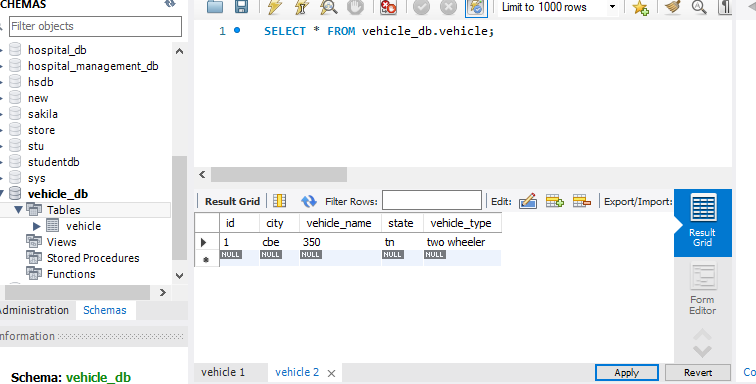 SCHEMAS
Filter objects
hospital_db
hospital_management_db
hsdb
new
sakila
store
stu
studentdb
sys
vehicle_db
Tables
vehicle
Views
Stored Procedures
Functions
Administration Schemas
Information
Schema: vehicle_db
Limit to 1000 rows
1 SELECT * FROM vehicle_db.vehicle;
Result Grid Filter Rows: Edit: Export/Import:
id city vehicle_name state vehicle_type
1 cbe 350 tn two wheeler
NULL NULL NULL NULL NULL
Result
Grid
Form
Editor
vehicle 1 vehicle 2 Apply Revert
Co